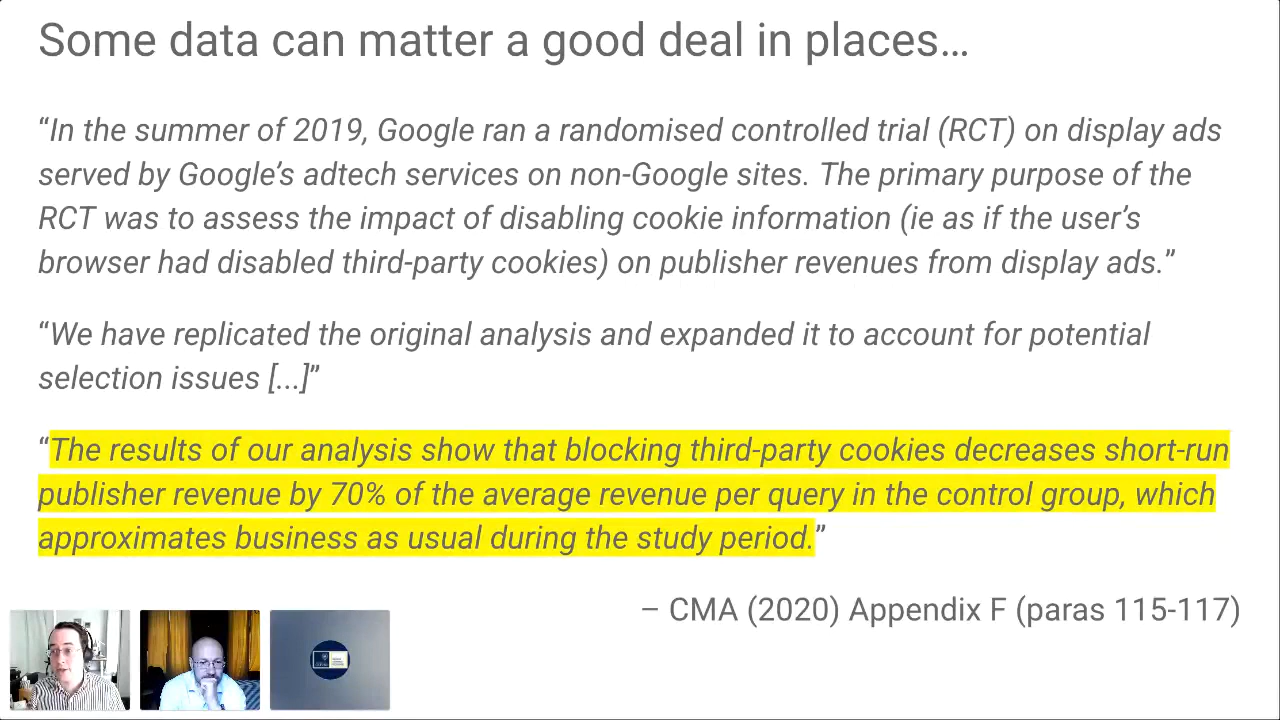 Some data can matter a good deal in places…
“In the summer of 2019, Google ran a randomised controlled trial (RCT) on display ads
served by Google’s adtech services on non-Google sites. The primary purpose of the
RCT was to assess the impact of disabling cookie information (ie as if the user’s
browser had disabled third-party cookies) on publisher revenues from display ads.”
“We have replicated the original analysis and expanded it to account for potential
selection issues [...]”
“The results of our analysis show that blocking third-party cookies decreases short-run
publisher revenue by 70% of the average revenue per query in the control group, which
approximates business as usual during the study period.”
– CMA (2020) Appendix F (paras 115-117)